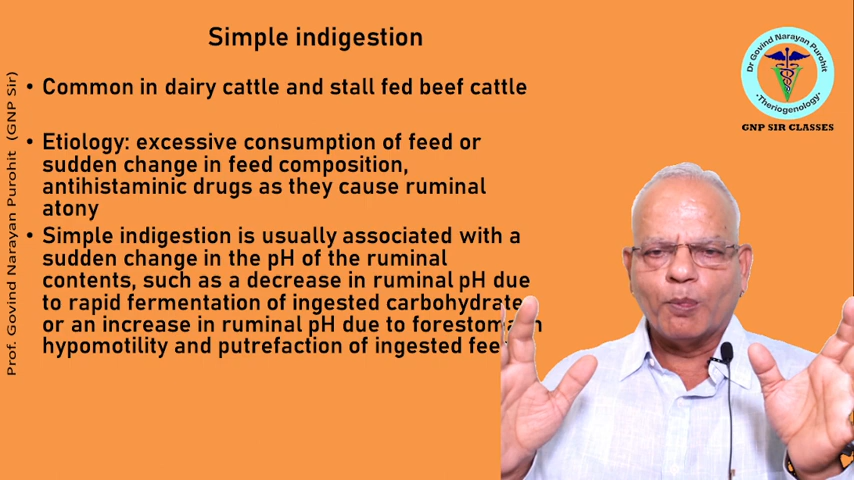 Simple indigestion
• Common in dairy cattle and stall fed beef cattle
• Etiology: excessive consumption of feed or
sudden change in feed composition,
antihistaminic drugs as they cause ruminal
atony
• Simple indigestion is usually associated with a
sudden change in the pH of the ruminal
contents, such as a decrease in ruminal pH due
to rapid fermentation of ingested carbohydrate
or an increase in ruminal pH due to
hypomotility and putrefaction of ingested
Prof. Govind Narayan Purohit (GNP Sir)
Dr Govind Narayan Purohit
•Theriogenology•
GNP SIR CLASSES